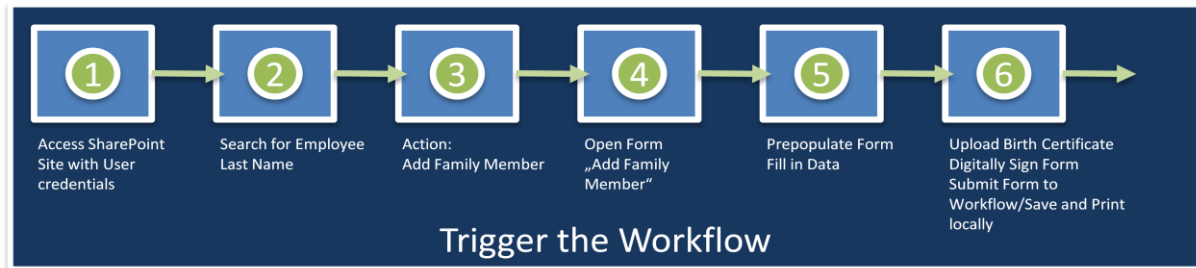 1
2
3
4
5
6
Access SharePoint
Site with User
credentials
Search for Employee
Last Name
Action:
Add Family Member
Open Form
„Add Family
Member“
Prepopulate Form
Fill in Data
Upload Birth Certificate
Digitally Sign Form
Submit Form to
Workflow/Save and Print
locally
Trigger the Workflow